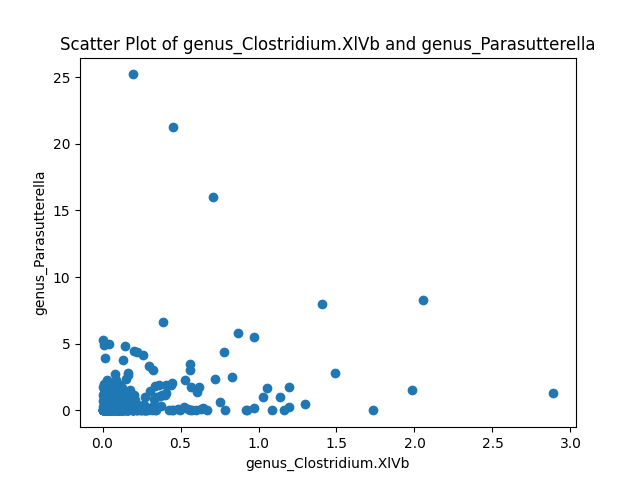 Scatter Plot of genus_Clostridium.XlVb and genus_Parasutterella
25
20
15
10
5
0
genus_Parasutterella
0.0 0.5 1.0 1.5 2.0 2.5 3.0
genus_Clostridium.XlVb